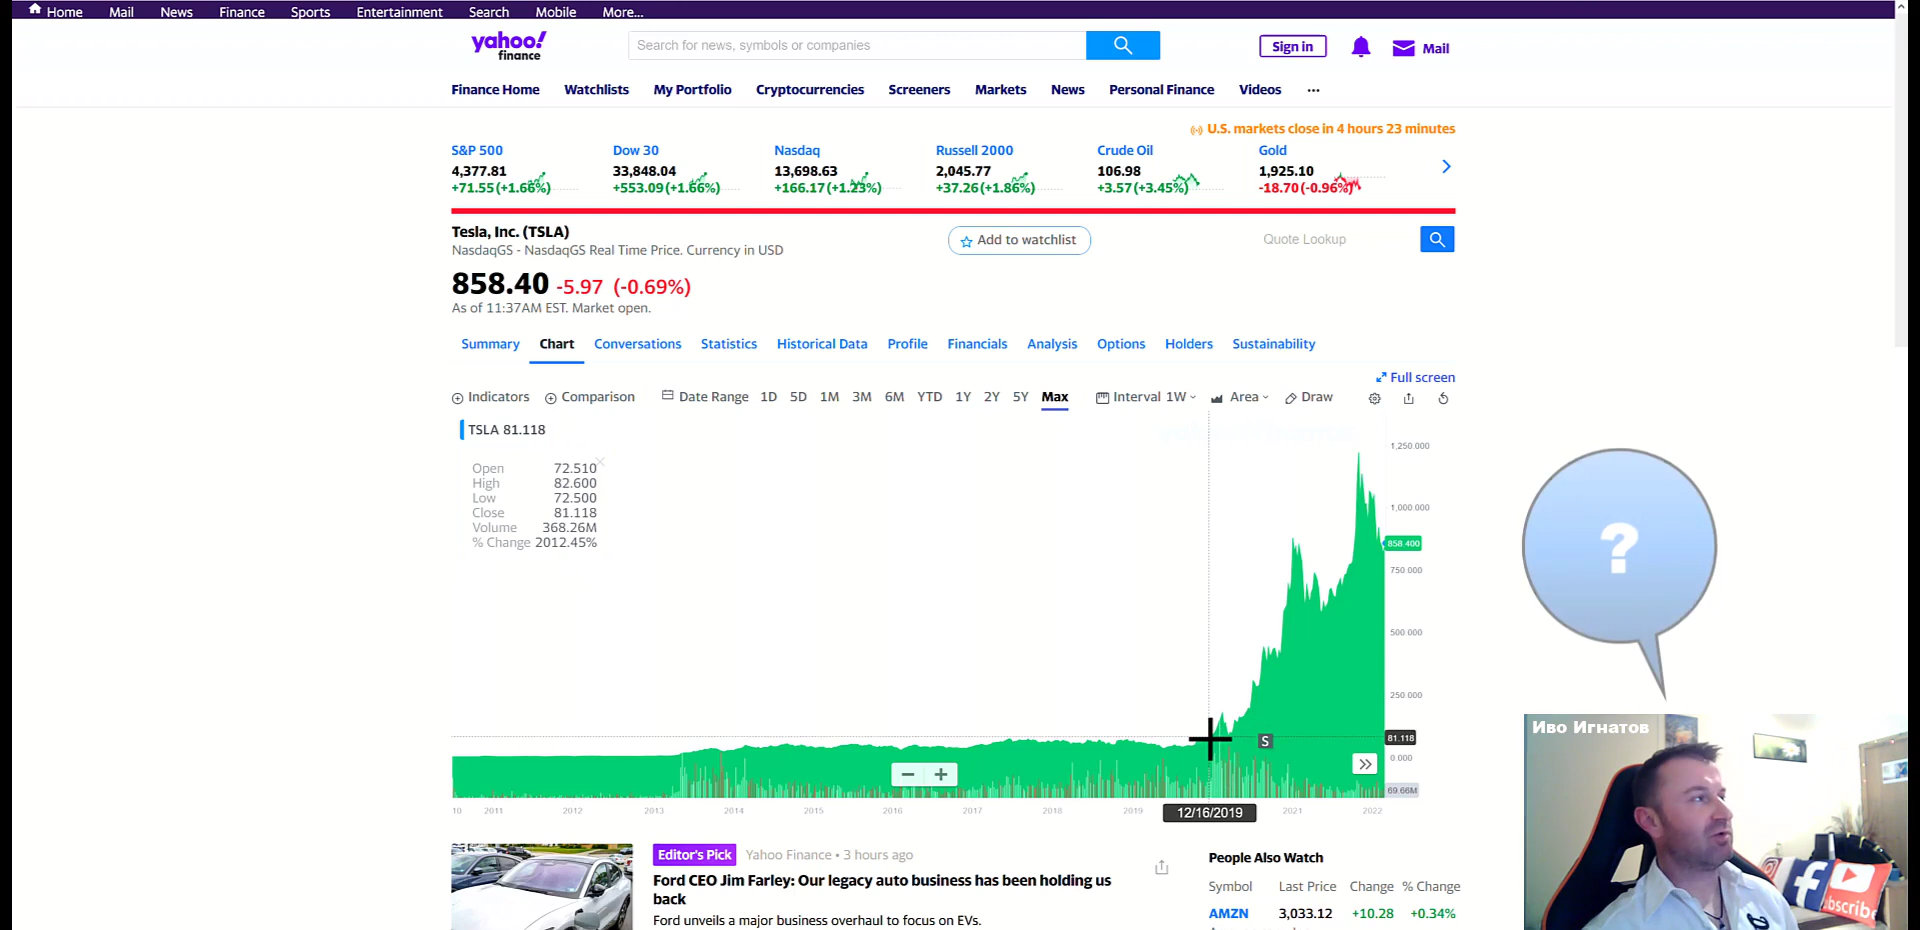 Home Mail News Finance Sports Entertainment Search Mobile More...
yahoo!
finance
Search for news, symbols or companies
Sign in
Mail
Finance Home Watchlists My Portfolio Cryptocurrencies Screeners Markets News Personal Finance Videos ...
U.S. markets close in 4 hours 23 minutes
S&P 500 Dow 30 Nasdaq Russell 2000 Crude Oil Gold
4,377.81 33,848.04 13,698.63 2,045.77 106.98 1,925.10
+71.55 (+1.66%) +553.09 (+1.66%) +166.17 (+1.23%) +37.26 (+1.86%) +3.57 (+3.45%) -18.70 (-0.96%)
Tesla, Inc. (TSLA)
NasdaqGS - NasdaqGS Real Time Price. Currency in USD
Add to watchlist
Quote Lookup
858.40 -5.97 (-0.69%)
As of 11:37AM EST. Market open.
Summary Chart Conversations Statistics Historical Data Profile Financials Analysis Options Holders Sustainability
Full screen
Indicators Comparison Date Range 1D 5D 1M 3M 6M YTD 1Y 2Y 5Y Max Interval 1W Area Draw
TSLA 81.118
Open 72.510
High 82.600
Low 72.500
Close 81.118
Volume 368.26M
% Change 2012.45%
1,250.000
1,000.000
858.400
750.000
500.000
250.000
81.118
0.000
69.66M
S
10 2011 2012 2013 2014 2015 2016 2017 2018 2019 12/16/2019 2021 2022
?
Иво Игнатов
Editor's Pick Yahoo Finance • 3 hours ago
Ford CEO Jim Farley: Our legacy auto business has been holding us
back
Ford unveils a major business overhaul to focus on EVs.
People Also Watch
Symbol Last Price Change % Change
AMZN 3,033.12 +10.28 +0.34%